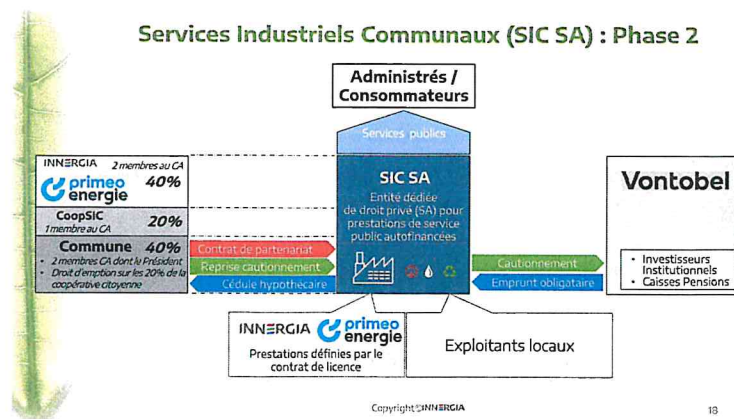 Services Industriels Communaux (SIC SA) : Phase 2
Administrés /
Consommateurs
Services publics
INNERGIA 2 membres au CA
primeo
energie 40%
CoopSIC 20%
1 membre au CA
Commune 40%
• 2 membres CA dont le Président
• Droit d'emption sur les 20% de la
coopérative citoyenne
SIC SA
Entité dédiée
de droit privé (SA) pour
prestations de service
public autofinancées
Contrat de partenariat
Reprise cautionnement
Cédule hypothécaire
Cautionnement
Emprunt obligataire
Vontobel
• Investisseurs
Institutionnels
• Caisses Pensions
INNERGIA primeo
energie
Prestations définies par le
contrat de licence
Exploitants locaux
Copyright©INNERGIA
18